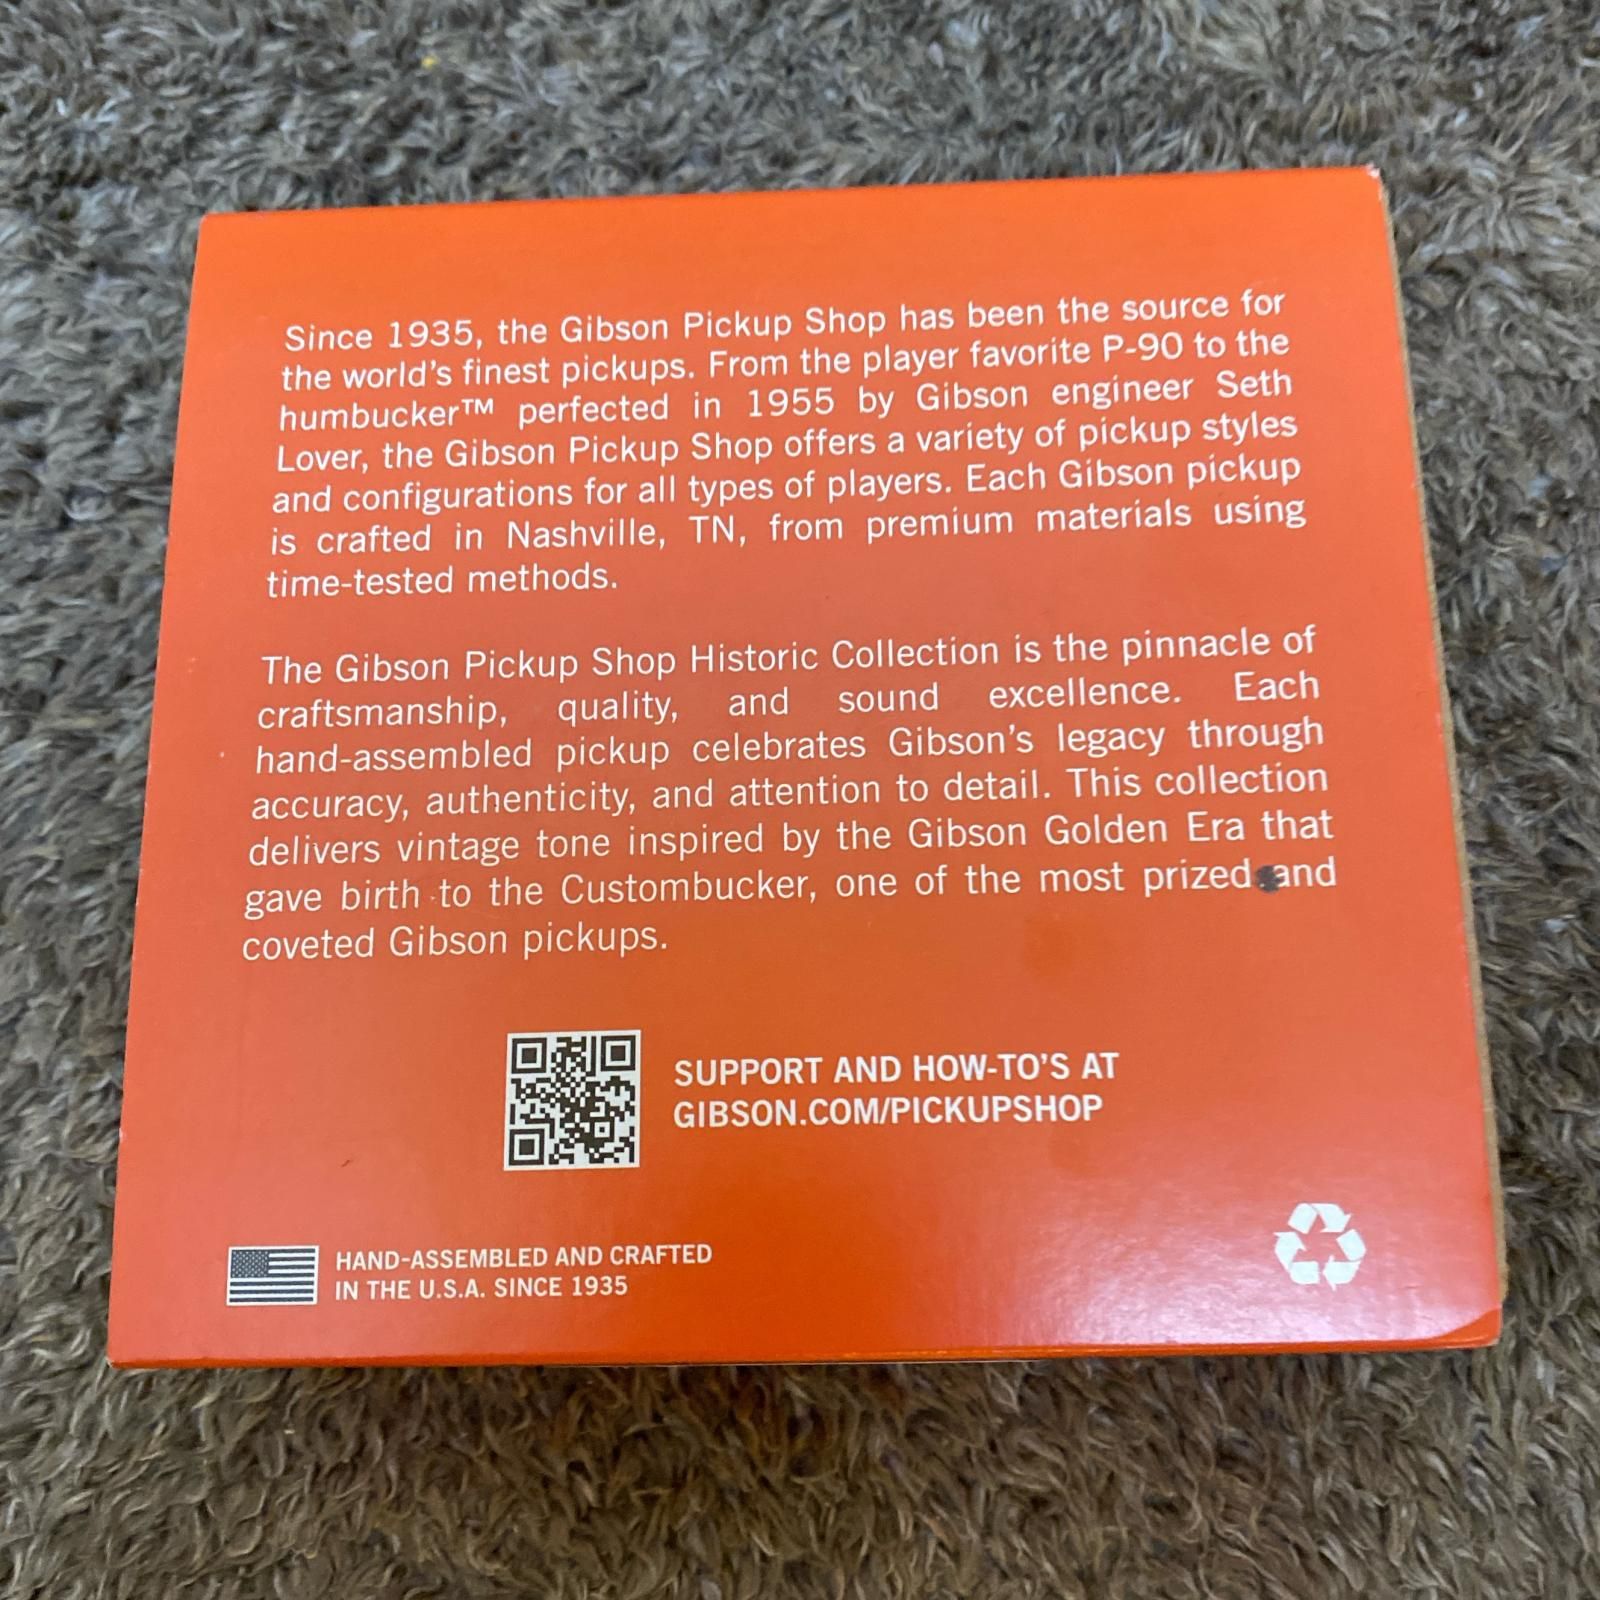 Since 1935, the Gibson Pickup Shop has been the source for
the world's finest pickups. From the player favorite P-90 to the
humbucker™ perfected in 1955 by Gibson engineer Seth
Lover, the Gibson Pickup Shop offers a variety of pickup styles
and configurations for all types of players. Each Gibson pickup
is crafted in Nashville, TN, from premium materials using
time-tested methods.
The Gibson Pickup Shop Historic Collection is the pinnacle of
craftsmanship, quality, and sound excellence. Each
hand-assembled pickup celebrates Gibson's legacy through
accuracy, authenticity, and attention to detail. This collection
delivers vintage tone inspired by the Gibson Golden Era that
gave birth to the Custombucker, one of the most prized and
coveted Gibson pickups.
SUPPORT AND HOW-TO'S AT
GIBSON.COM/PICKUPSHOP
HAND-ASSEMBLED AND CRAFTED
IN THE U.S.A. SINCE 1935